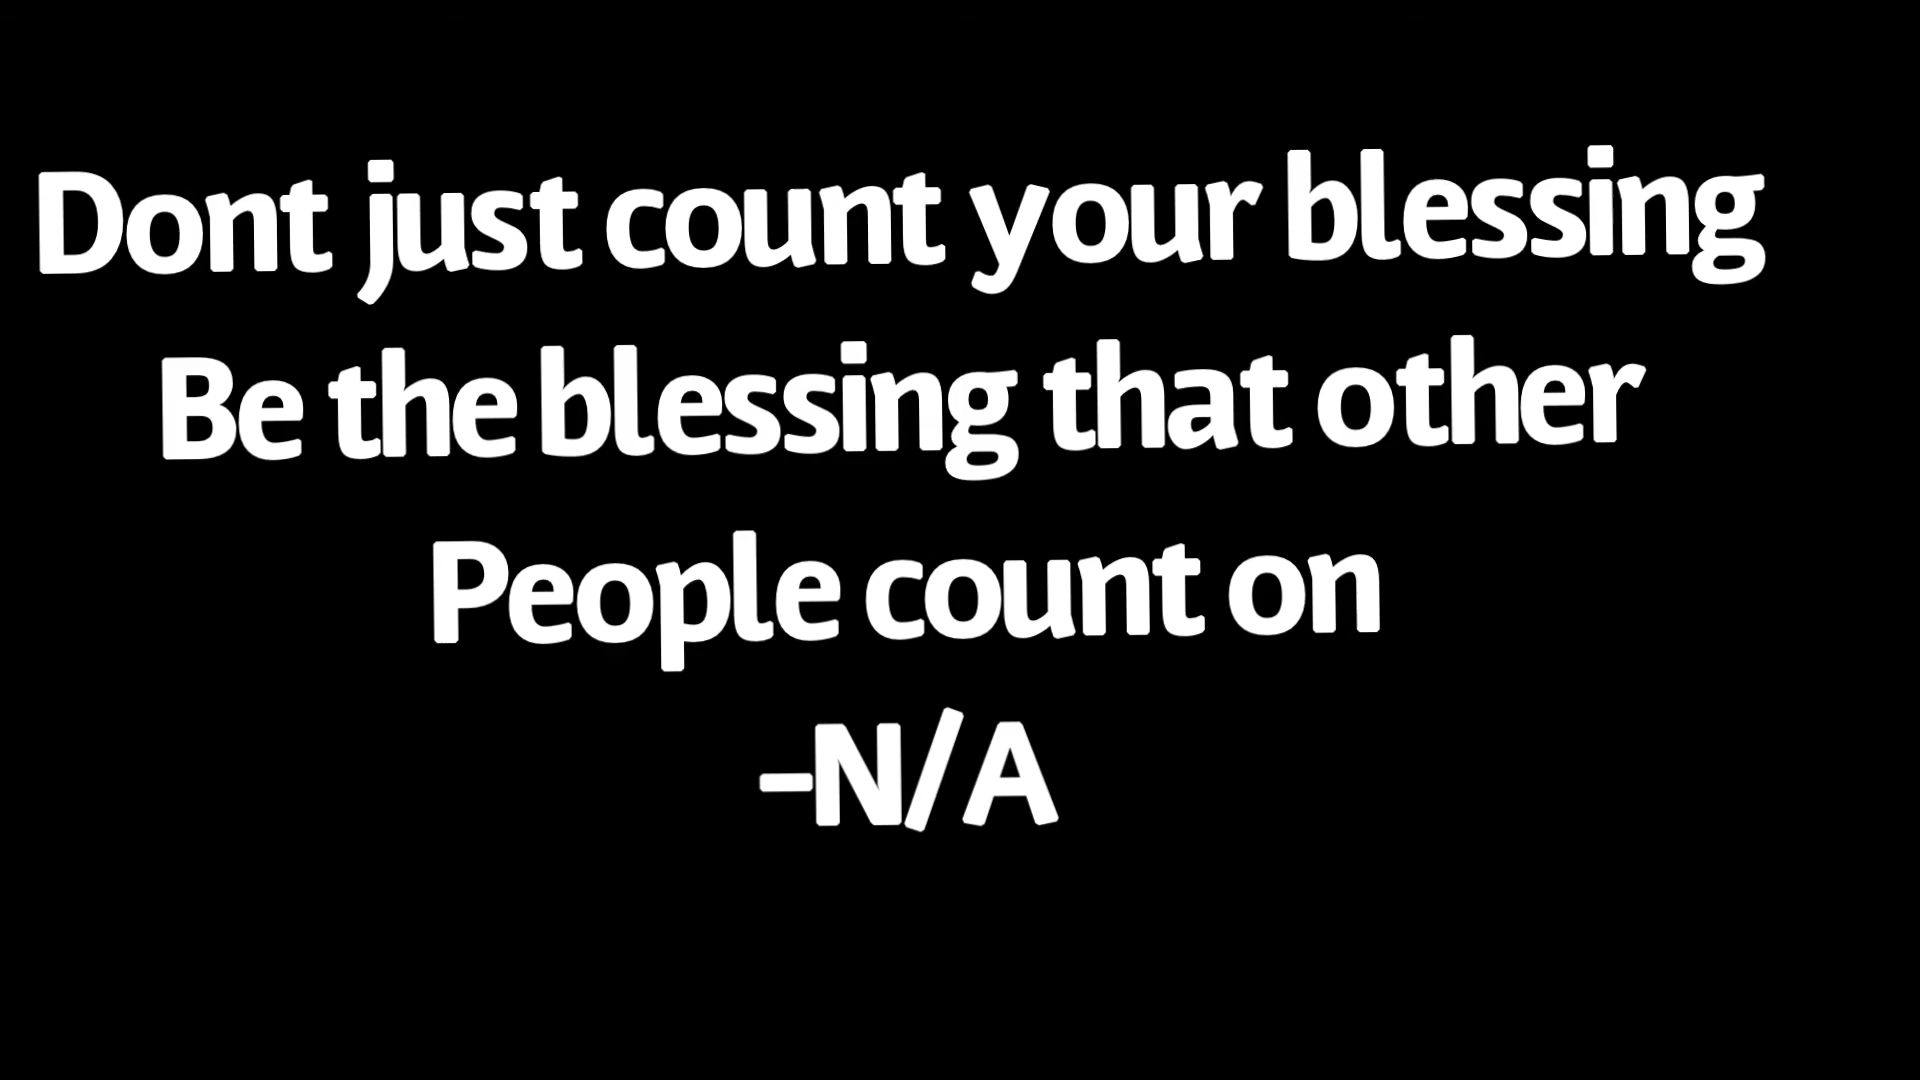 Dont just count your blessing
Be the blessing that other
People count on
-N/A